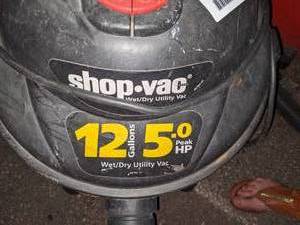 shop·vac®
Wet/Dry Utility Vac
12 Gallons 5.0 Peak HP
Wet/Dry Utility Vac